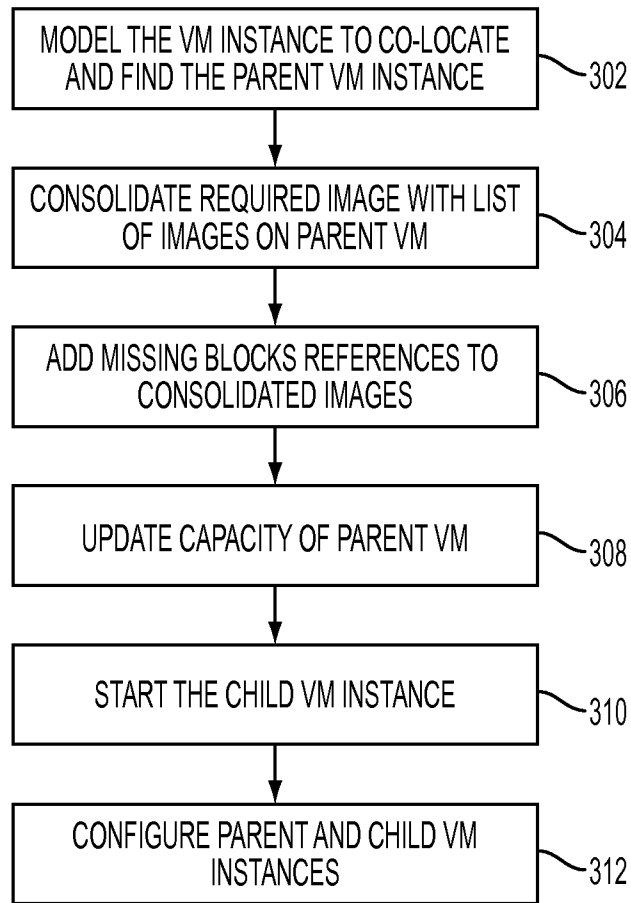 MODEL THE VM INSTANCE TO CO-LOCATE
AND FIND THE PARENT VM INSTANCE
302
CONSOLIDATE REQUIRED IMAGE WITH LIST
OF IMAGES ON PARENT VM
304
ADD MISSING BLOCKS REFERENCES TO
CONSOLIDATED IMAGES
306
UPDATE CAPACITY OF PARENT VM
308
START THE CHILD VM INSTANCE
310
CONFIGURE PARENT AND CHILD VM
INSTANCES
312